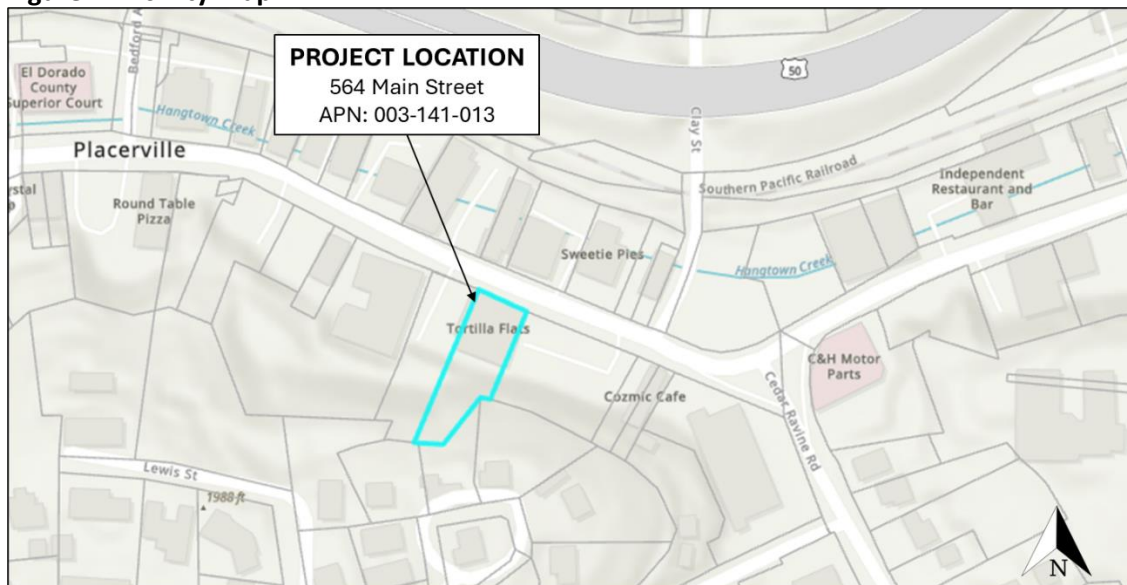 PROJECT LOCATION
564 Main Street
APN: 003-141-013
50
El Dorado
County
Superior Court
Bedford A
Hangtown Creek
Placerville
Round Table
Pizza
Clay St
Southern Pacific Railroad
Independent
Restaurant and
Bar
Sweetie Pies
Hangtown Creek
Tortilla Flats
C&H Motor
Parts
Cozmic Cafe
Cedar Ravine Rd
Lewis St
1988 ft
N